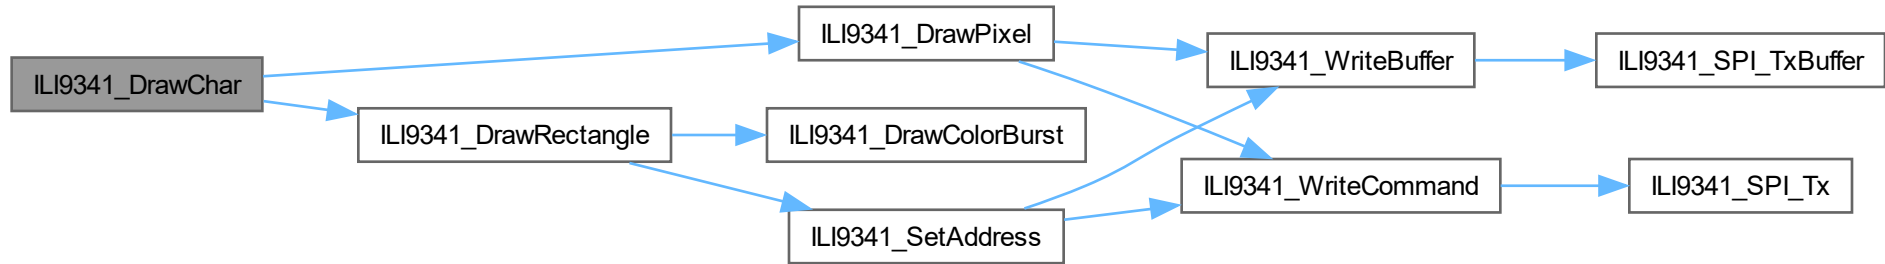 ILI9341_DrawChar
ILI9341_DrawPixel
ILI9341_DrawRectangle
ILI9341_DrawColorBurst
ILI9341_SetAddress
ILI9341_WriteBuffer
ILI9341_WriteCommand
ILI9341_SPI_TxBuffer
ILI9341_SPI_Tx